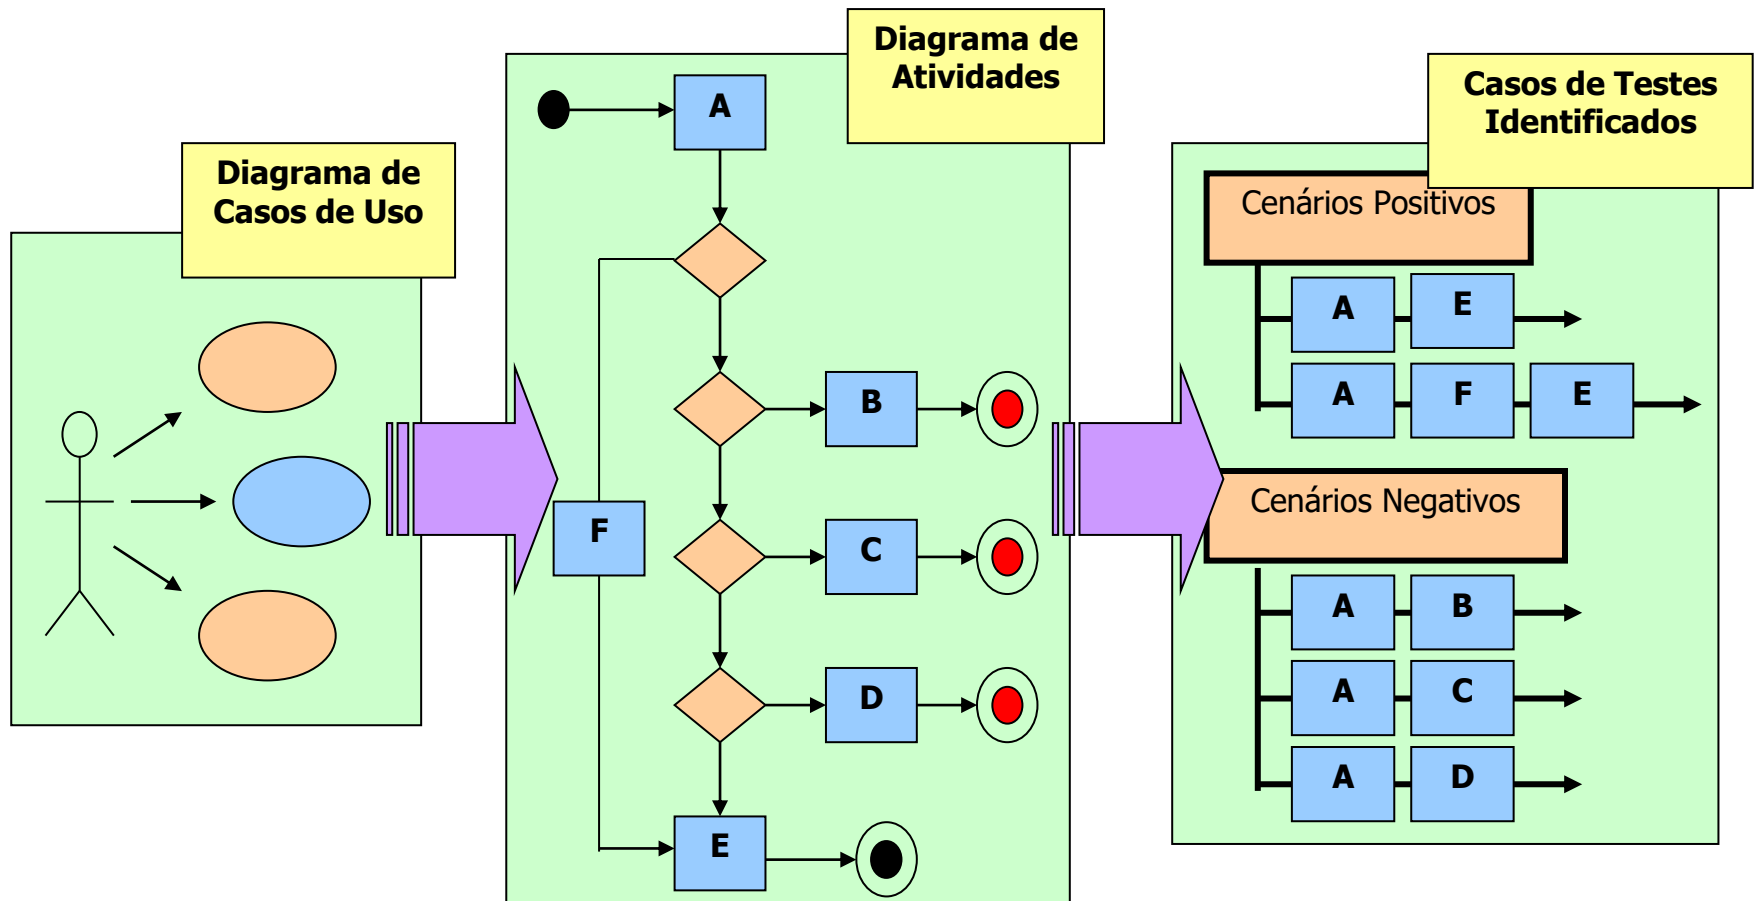 Diagrama de
Casos de Uso
Diagrama de
Atividades
A
B
F
C
D
E
Casos de Testes
Identificados
Cenários Positivos
A E
A F E
Cenários Negativos
A B
A C
A D